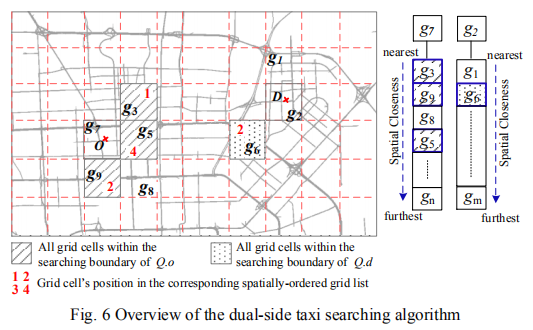 g1
D
g2
1
g3
g7
O
g5
4
2
g6
g9
2
g8
g7
g2
nearest
nearest
g3
g1
g9
g6
g8
g5
Spatial Closeness
Spatial Closeness
gn
gm
furthest
furthest
All grid cells within the
searching boundary of Q.o
All grid cells within the
searching boundary of Q.d
1 2
3 4
Grid cell's position in the corresponding spatially-ordered grid list
Fig. 6 Overview of the dual-side taxi searching algorithm